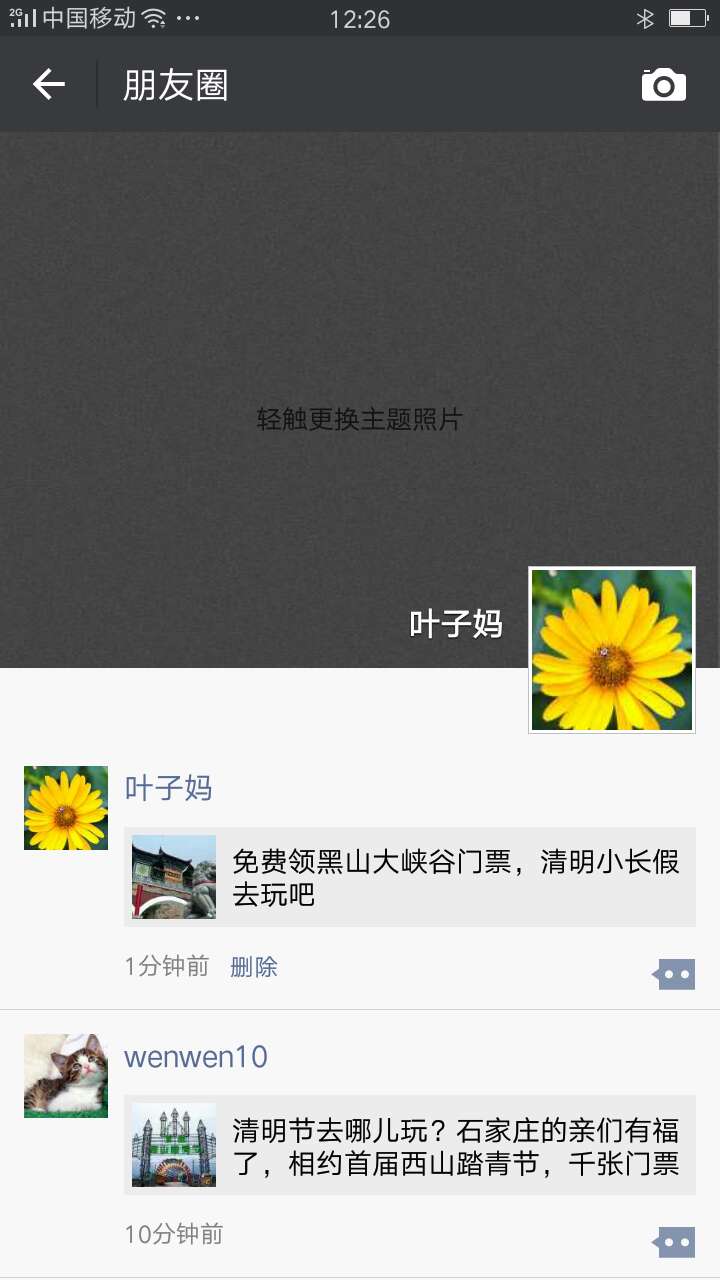 2G 中国移动 ··· 12:26
朋友圈
轻触更换主题照片
叶子妈
叶子妈
免费领黑山大峡谷门票，清明小长假
去玩吧
1分钟前 删除
wenwen10
清明节去哪儿玩？石家庄的亲们有福
了，相约首届西山踏青节，千张门票
10分钟前